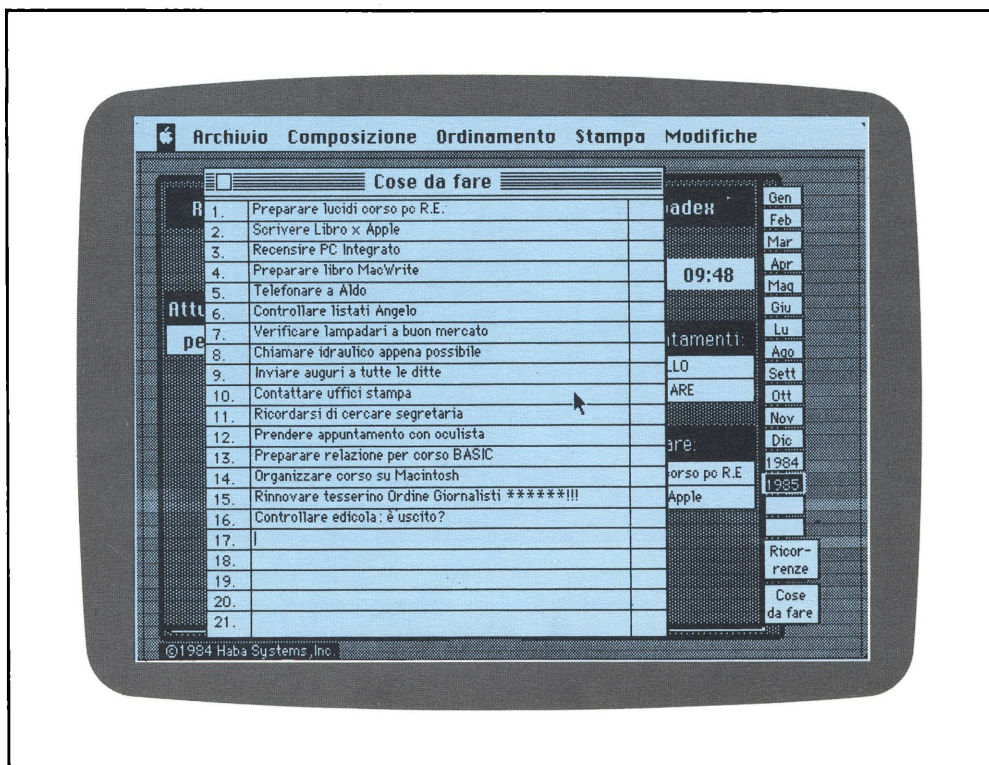 Archivio Composizione Ordinamento Stampa Modifiche
Cose da fare
1. Preparare lucidi corso pc R.E.
2. Scrivere Libro x Apple
3. Recensire PC Integrato
4. Preparare libro MacWrite
5. Telefonare a Aldo
6. Controllare listati Angelo
7. Verificare lampadari a buon mercato
8. Chiamare idraulico appena possibile
9. Inviare auguri a tutte le ditte
10. Contattare uffici stampa
11. Ricordarsi di cercare segretaria
12. Prendere appuntamento con oculista
13. Preparare relazione per corso BASIC
14. Organizzare corso su Macintosh
15. Rinnovare tesserino Ordine Giornalisti ******!!!
16. Controllare edicola: è uscito?
17.
18.
19.
20.
21.
R
Attu
pe
adex
09:48
tamenti:
LLO
ARE
are:
corso pc R.E
Apple
Gen
Feb
Mar
Apr
Mag
Giu
Lu
Ago
Sett
Ott
Nov
Dic
1984
1985
Ricor-
renze
Cose
da fare
©1984 Haba Systems, Inc.